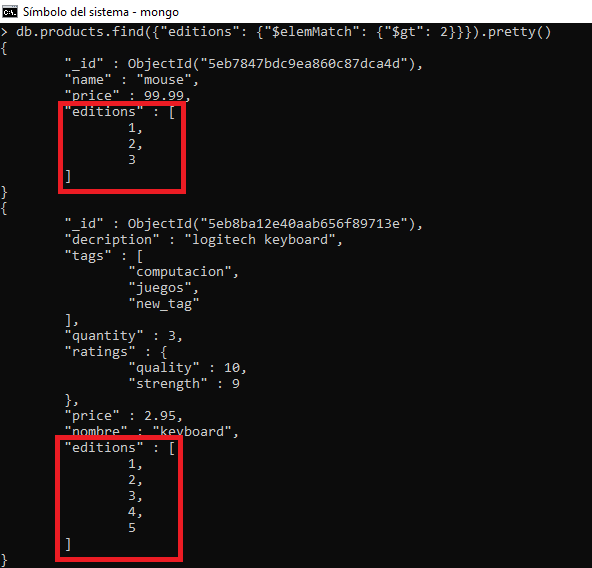 Símbolo del sistema - mongo
> db.products.find({"editions": {"$elemMatch": {"$gt": 2}}}).pretty()
{
        "_id" : ObjectId("5eb7847bdc9ea860c87dca4d"),
        "name" : "mouse",
        "price" : 99.99,
        "editions" : [
                1,
                2,
                3
        ]
}
{
        "_id" : ObjectId("5eb8ba12e40aab656f89713e"),
        "decription" : "logitech keyboard",
        "tags" : [
                "computacion",
                "juegos",
                "new_tag"
        ],
        "quantity" : 3,
        "ratings" : {
                "quality" : 10,
                "strength" : 9
        },
        "price" : 2.95,
        "nombre" : "keyboard",
        "editions" : [
                1,
                2,
                3,
                4,
                5
        ]
}